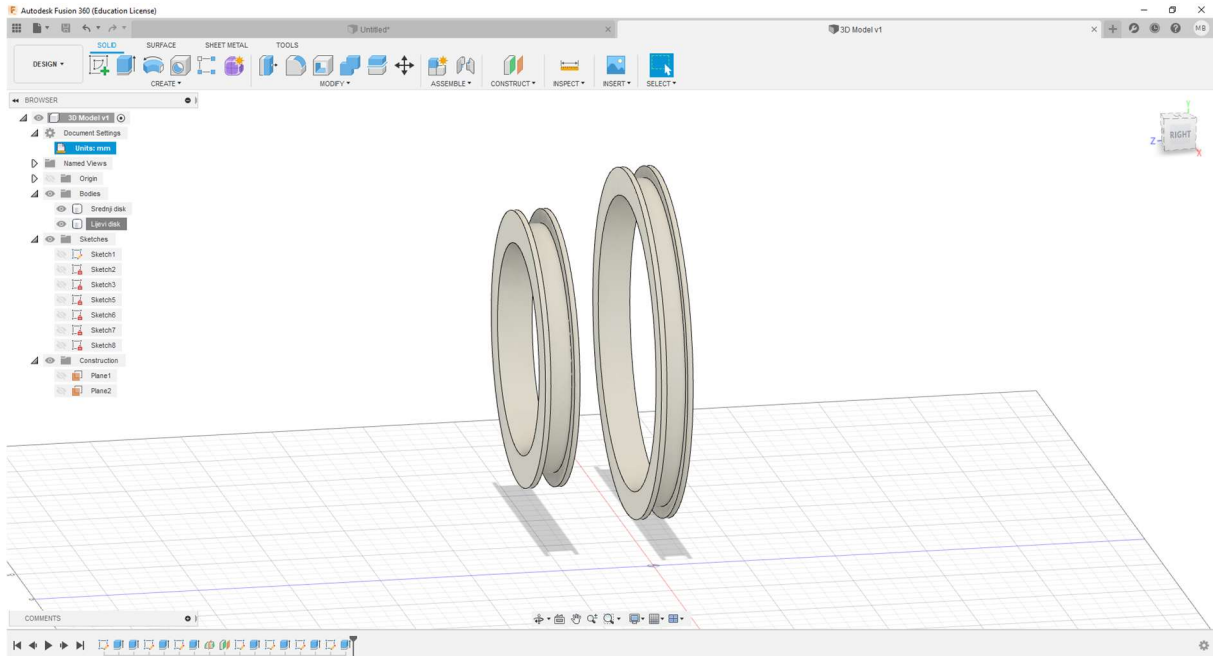 Autodesk Fusion 360 (Education License)
Untitled*
3D Model v1
MB
DESIGN
SOLID SURFACE SHEET METAL TOOLS
CREATE MODIFY ASSEMBLE CONSTRUCT INSPECT INSERT SELECT
BROWSER
3D Model v1
Document Settings
Units: mm
Named Views
Origin
Bodies
Srednji disk
Lijevi disk
Sketches
Sketch1
Sketch2
Sketch3
Sketch5
Sketch6
Sketch7
Sketch8
Construction
Plane1
Plane2
Y
RIGHT
Z
X
COMMENTS